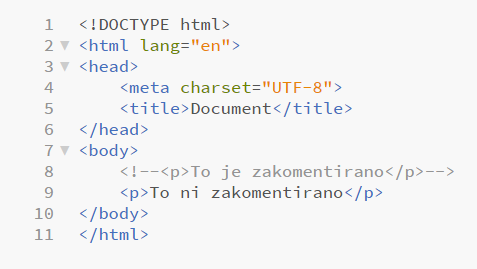 1 <!DOCTYPE html>
2 <html lang="en">
3 <head>
4     <meta charset="UTF-8">
5     <title>Document</title>
6 </head>
7 <body>
8     <!--<p>To je zakomentirano</p>-->
9     <p>To ni zakomentirano</p>
10 </body>
11 </html>